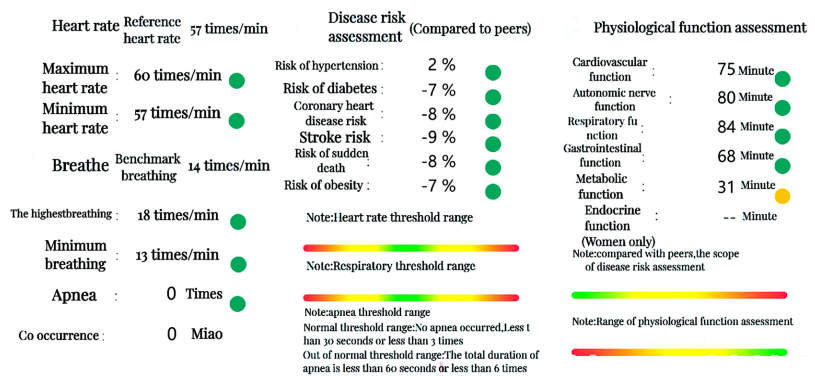 Heart rate Reference heart rate 57 times/min
Maximum heart rate : 60 times/min
Minimum heart rate : 57 times/min
Breathe Benchmark breathing 14 times/min
The highestbreathing : 18 times/min
Minimum breathing : 13 times/min
Apnea : 0 Times
Co occurrence : 0 Miao
Disease risk assessment (Compared to peers)
Risk of hypertension : 2 %
Risk of diabetes : -7 %
Coronary heart disease risk : -8 %
Stroke risk : -9 %
Risk of sudden death : -8 %
Risk of obesity : -7 %
Note:Heart rate threshold range
Note:Respiratory threshold range
Note:apnea threshold range
Normal threshold range:No apnea occurred,Less t
han 30 seconds or less than 3 times
Out of normal threshold range:The total duration of
apnea is less than 60 seconds or less than 6 times
Physiological function assessment
Cardiovascular function : 75 Minute
Autonomic nerve function : 80 Minute
Respiratory fu nction : 84 Minute
Gastrointestinal function : 68 Minute
Metabolic function : 31 Minute
Endocrine function (Women only) : -- Minute
Note:compared with peers,the scope
of disease risk assessment
Note:Range of physiological function assessment